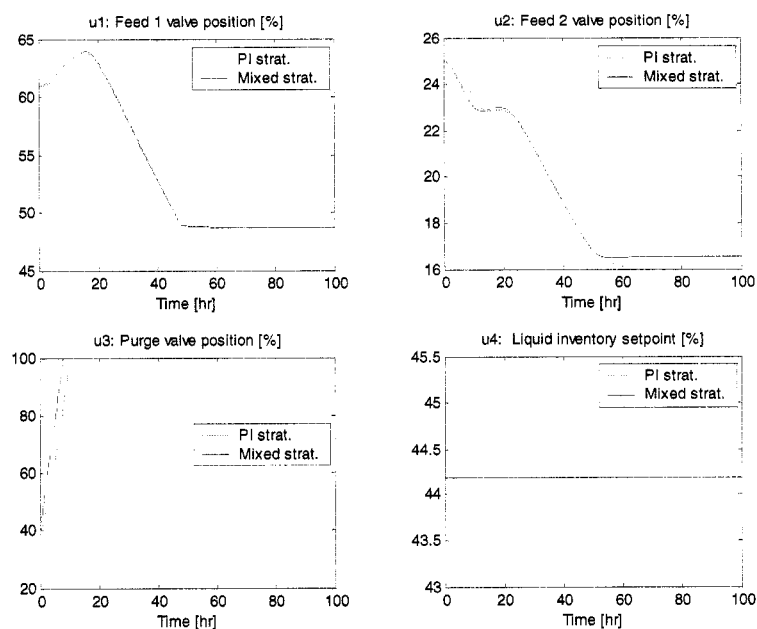 u1: Feed 1 valve position [%]
65
60
55
50
45
0
20
40
60
80
100
Time [hr]
PI strat.
Mixed strat.
u2: Feed 2 valve position [%]
26
24
22
20
18
16
0
20
40
60
80
100
Time [hr]
PI strat.
Mixed strat.
u3: Purge valve position [%]
100
80
60
40
20
0
20
40
60
80
100
Time [hr]
PI strat.
Mixed strat.
u4: Liquid inventory setpoint [%]
45.5
45
44.5
44
43.5
43
0
20
40
60
80
100
Time [hr]
PI strat.
Mixed strat.